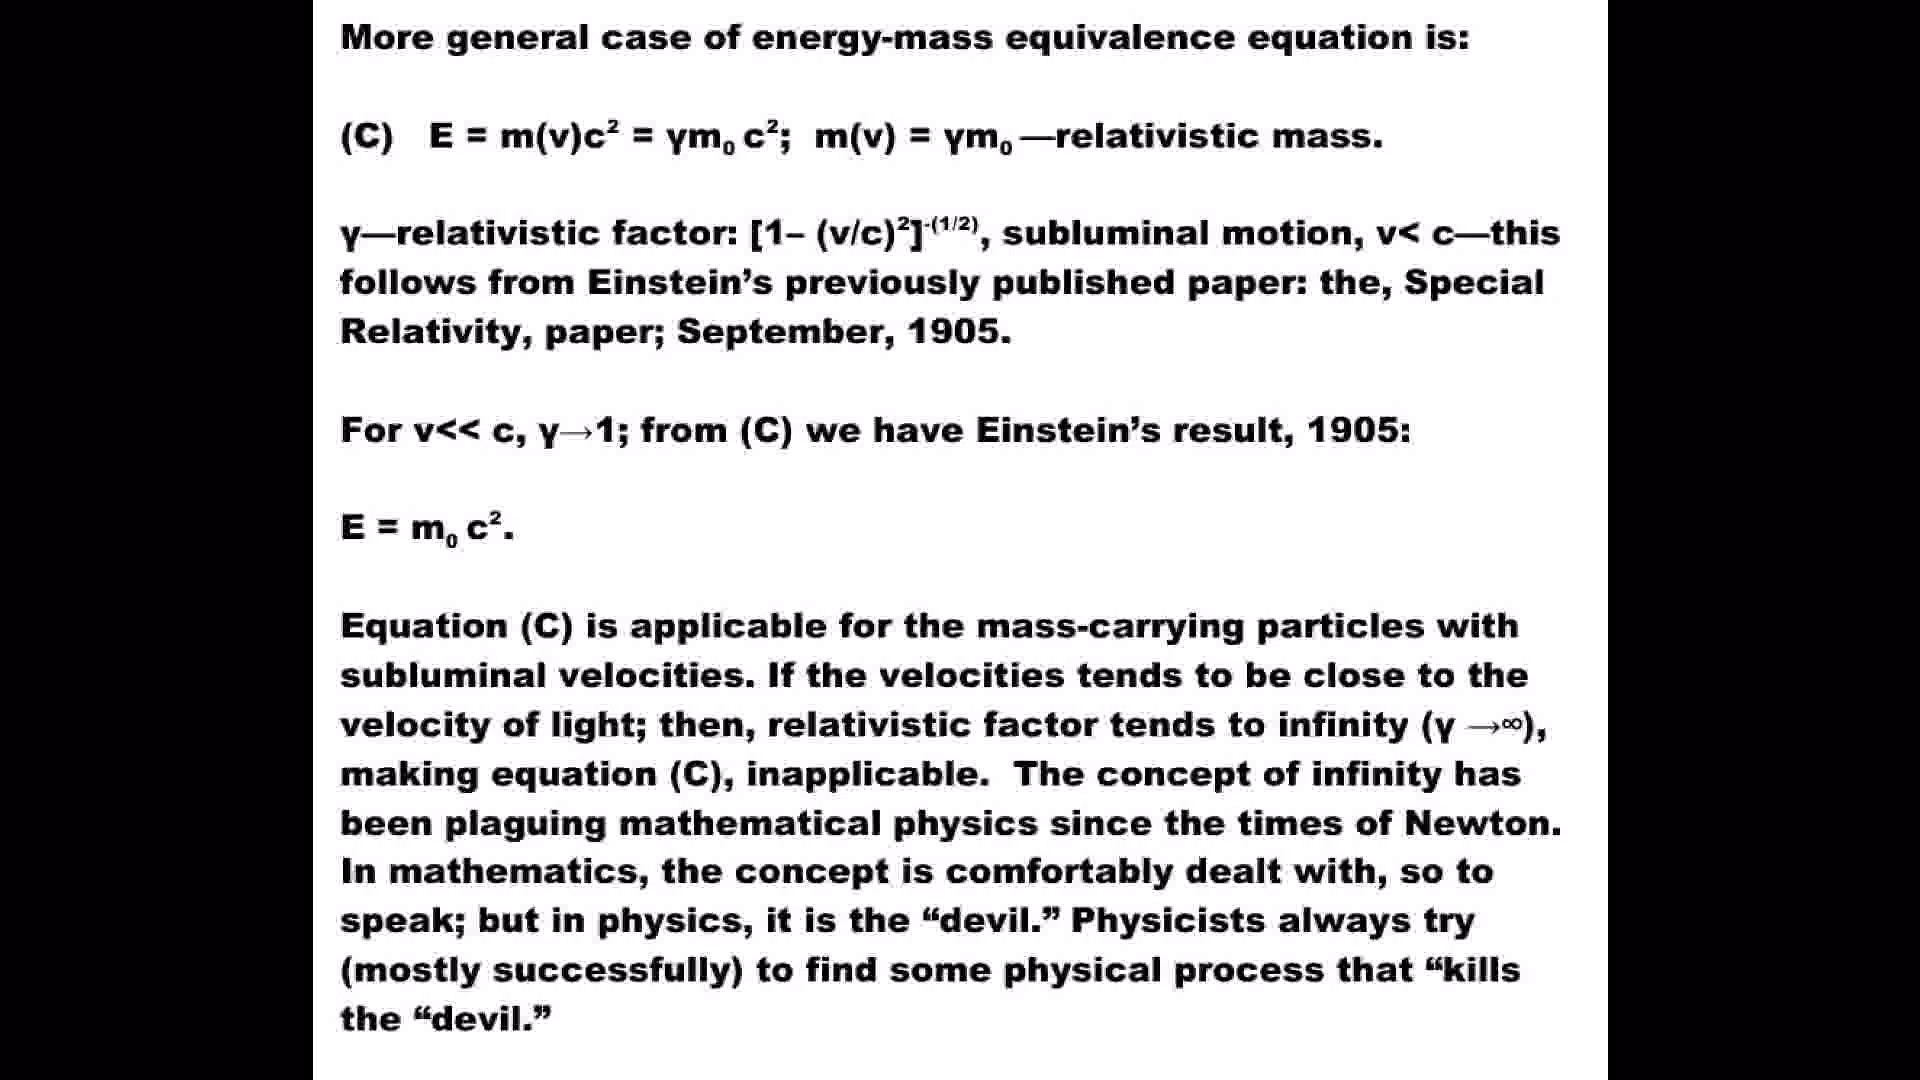 More general case of energy-mass equivalence equation is:
(C) E = m(v)c² = γm₀ c²; m(v) = γm₀ —relativistic mass.
γ—relativistic factor: [1– (v/c)²]⁻⁽¹ᐟ²⁾, subluminal motion, v< c—this
follows from Einstein’s previously published paper: the, Special
Relativity, paper; September, 1905.
For v<< c, γ→1; from (C) we have Einstein’s result, 1905:
E = m₀ c².
Equation (C) is applicable for the mass-carrying particles with
subluminal velocities. If the velocities tends to be close to the
velocity of light; then, relativistic factor tends to infinity (γ →∞),
making equation (C), inapplicable. The concept of infinity has
been plaguing mathematical physics since the times of Newton.
In mathematics, the concept is comfortably dealt with, so to
speak; but in physics, it is the “devil.” Physicists always try
(mostly successfully) to find some physical process that “kills
the “devil.”